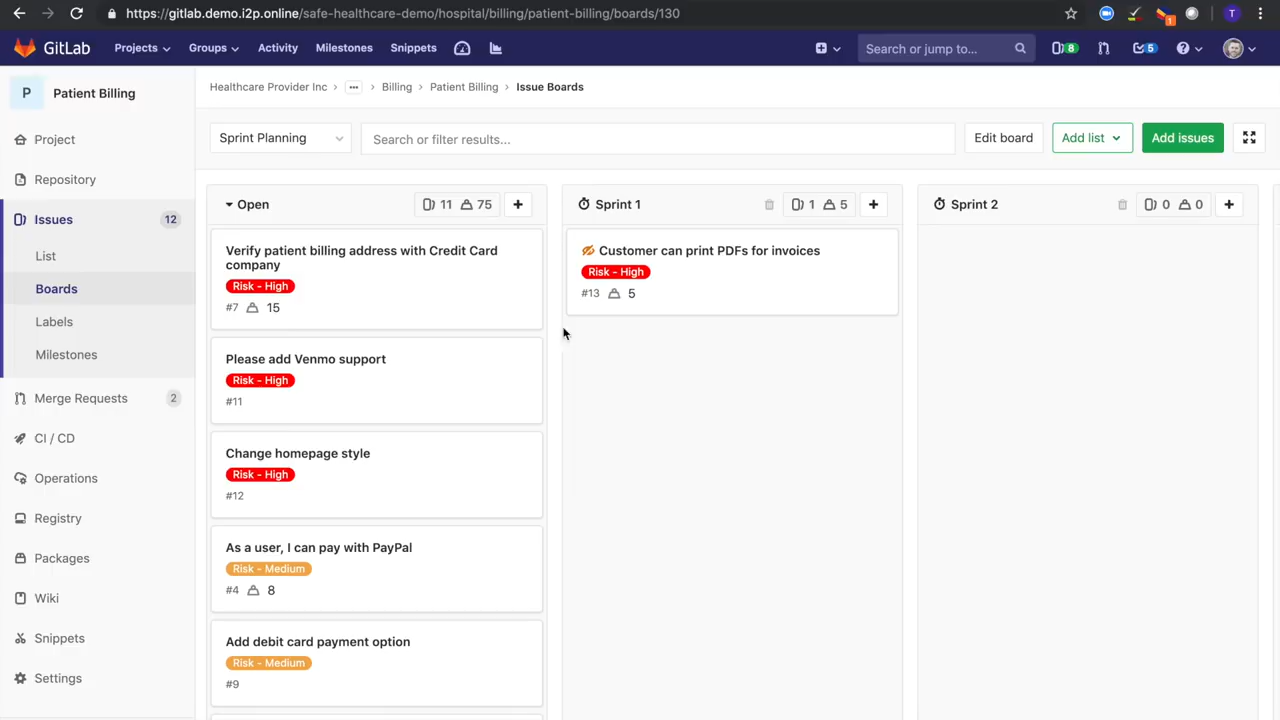 https://gitlab.demo.i2p.online/safe-healthcare-demo/hospital/billing/patient-billing/boards/130
T
1
GitLab
Projects
Groups
Activity
Milestones
Snippets
Search or jump to...
8
5
P
Patient Billing
Healthcare Provider Inc
Billing
Patient Billing
Issue Boards
Project
Repository
Issues 12
List
Boards
Labels
Milestones
Merge Requests 2
CI / CD
Operations
Registry
Packages
Wiki
Snippets
Settings
Sprint Planning
Search or filter results...
Edit board
Add list
Add issues
Open 11 75
Verify patient billing address with Credit Card
company
Risk - High
#7 15
Please add Venmo support
Risk - High
#11
Change homepage style
Risk - High
#12
As a user, I can pay with PayPal
Risk - Medium
#4 8
Add debit card payment option
Risk - Medium
#9
Sprint 1 1 5
Customer can print PDFs for invoices
Risk - High
#13 5
Sprint 2 0 0